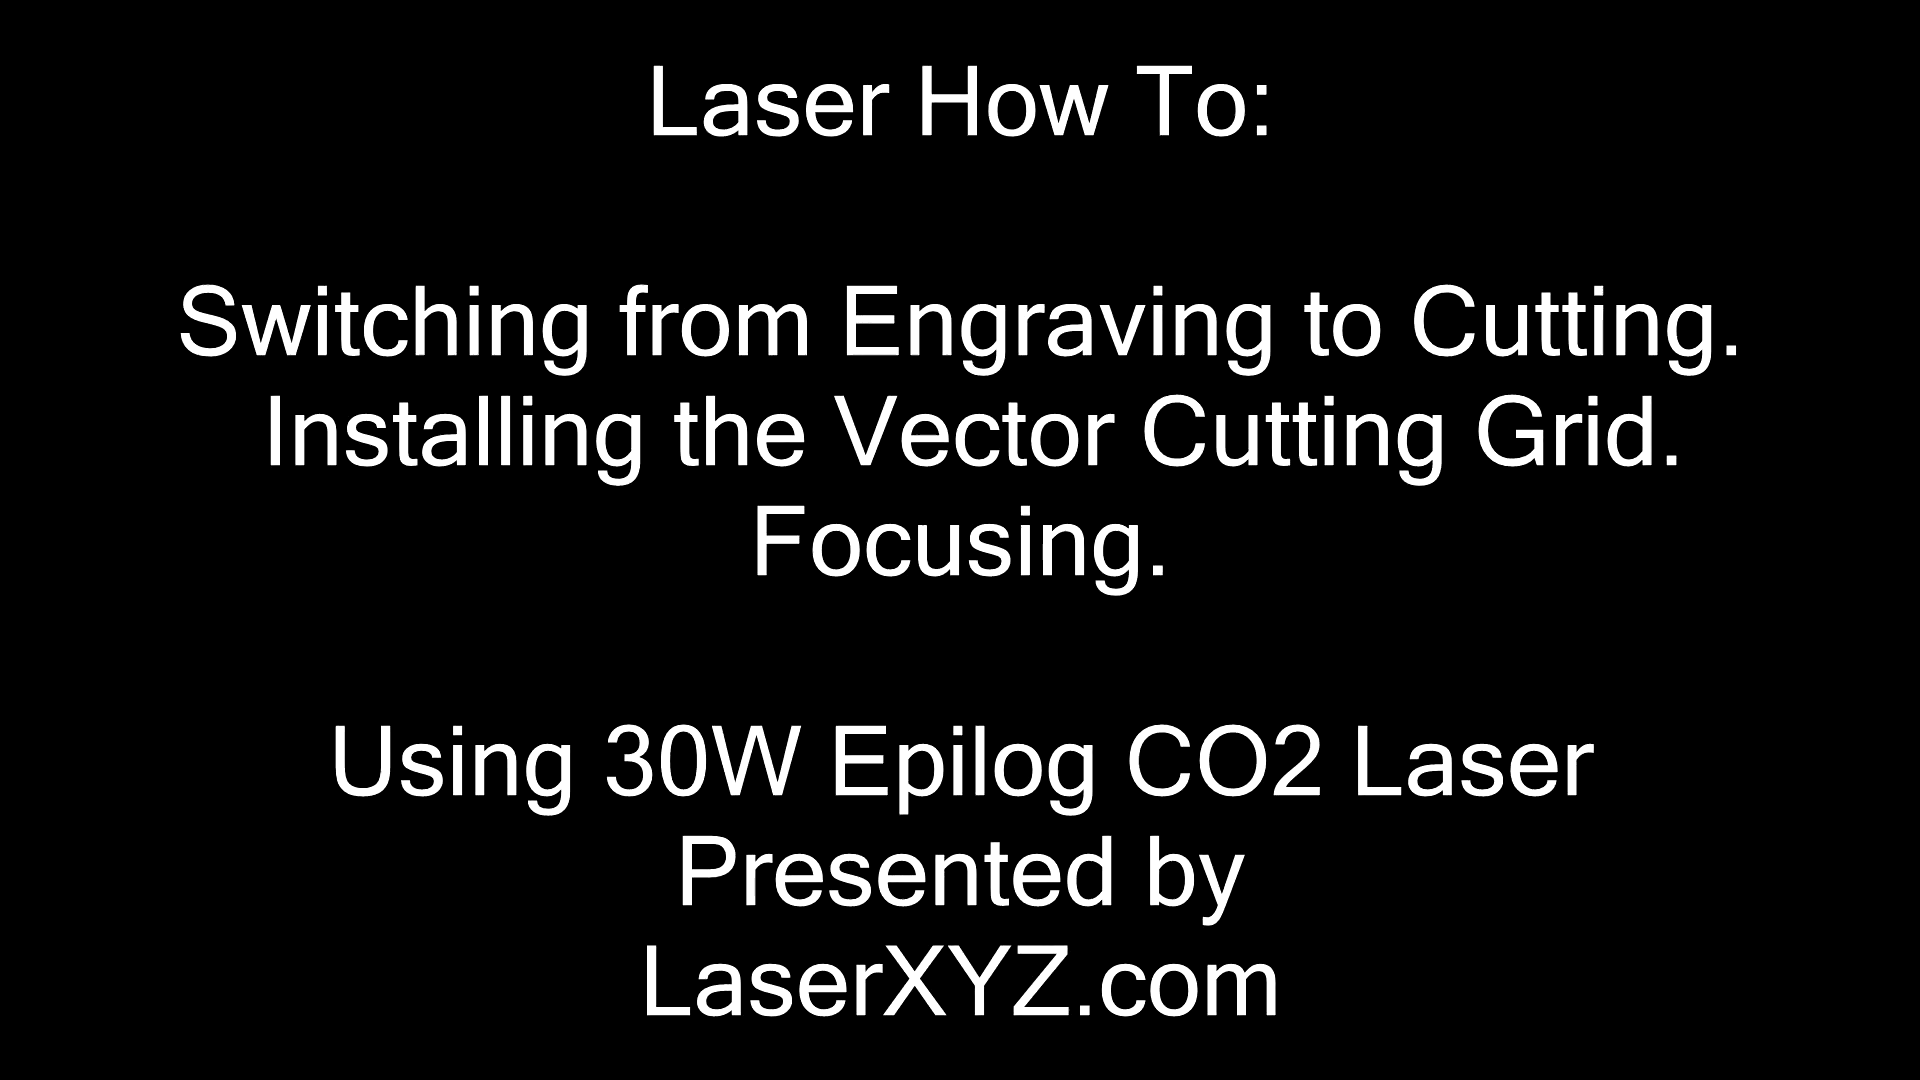 Laser How To:
Switching from Engraving to Cutting.
Installing the Vector Cutting Grid.
Focusing.
Using 30W Epilog CO2 Laser
Presented by
LaserXYZ.com